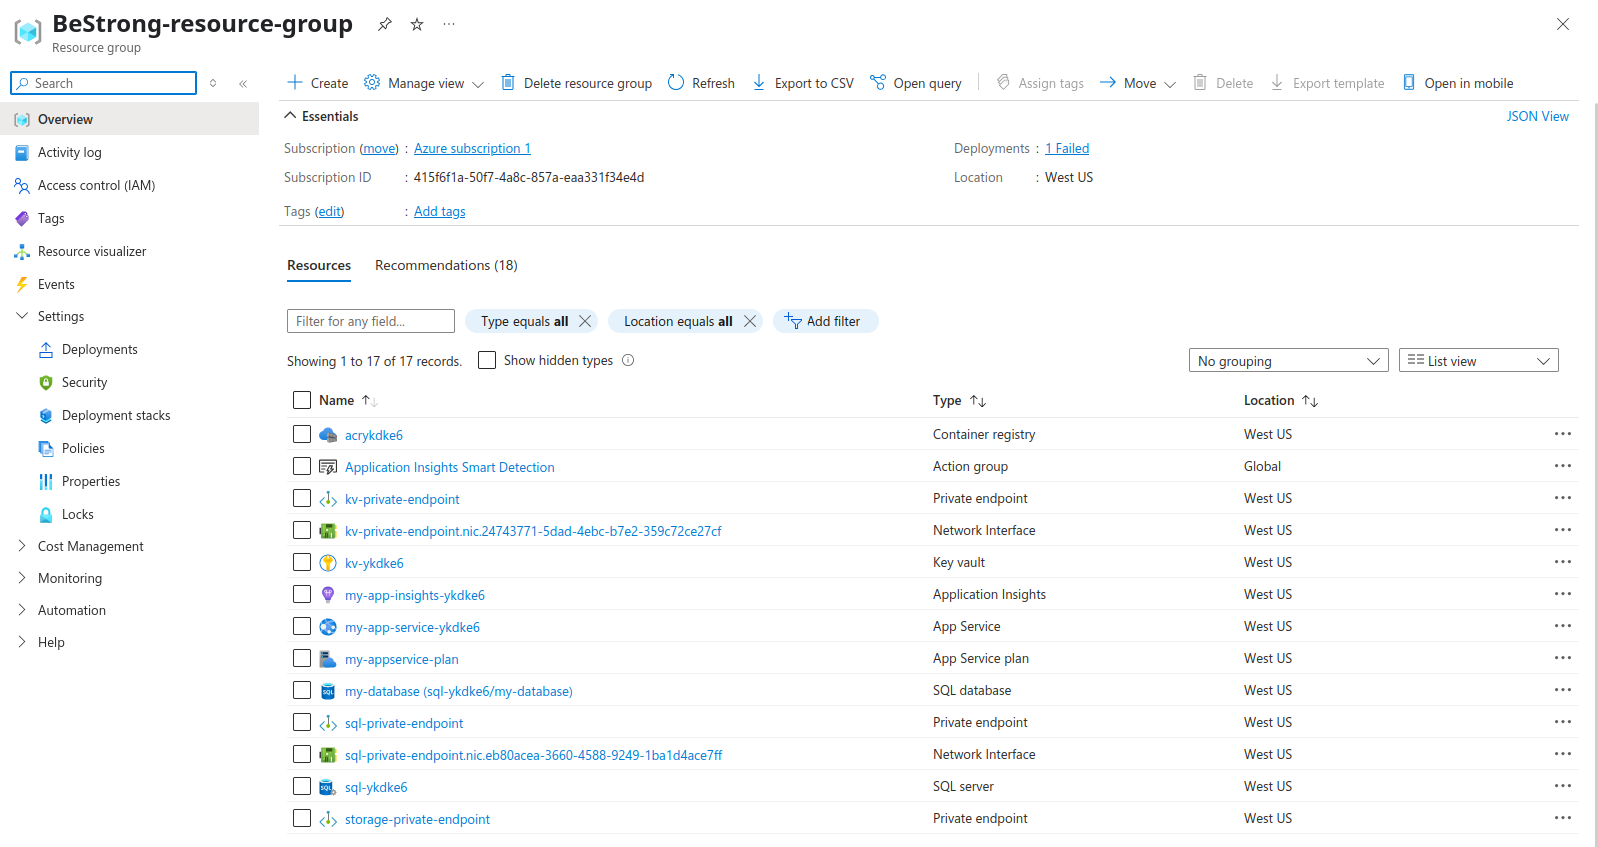 BeStrong-resource-group
Resource group
Search
Create Manage view Delete resource group Refresh Export to CSV Open query Assign tags Move Delete Export template Open in mobile
Overview
Activity log
Access control (IAM)
Tags
Resource visualizer
Events
Settings
Deployments
Security
Deployment stacks
Policies
Properties
Locks
Cost Management
Monitoring
Automation
Help
Essentials JSON View
Subscription (move) : Azure subscription 1 Deployments : 1 Failed
Subscription ID : 415f6f1a-50f7-4a8c-857a-eaa331f34e4d Location : West US
Tags (edit) : Add tags
Resources Recommendations (18)
Filter for any field... Type equals all Location equals all Add filter
Showing 1 to 17 of 17 records. Show hidden types No grouping List view
Name Type Location
acrykdke6 Container registry West US
Application Insights Smart Detection Action group Global
kv-private-endpoint Private endpoint West US
kv-private-endpoint.nic.24743771-5dad-4ebc-b7e2-359c72ce27cf Network Interface West US
kv-ykdke6 Key vault West US
my-app-insights-ykdke6 Application Insights West US
my-app-service-ykdke6 App Service West US
my-appservice-plan App Service plan West US
my-database (sql-ykdke6/my-database) SQL database West US
sql-private-endpoint Private endpoint West US
sql-private-endpoint.nic.eb80acea-3660-4588-9249-1ba1d4ace7ff Network Interface West US
sql-ykdke6 SQL server West US
storage-private-endpoint Private endpoint West US